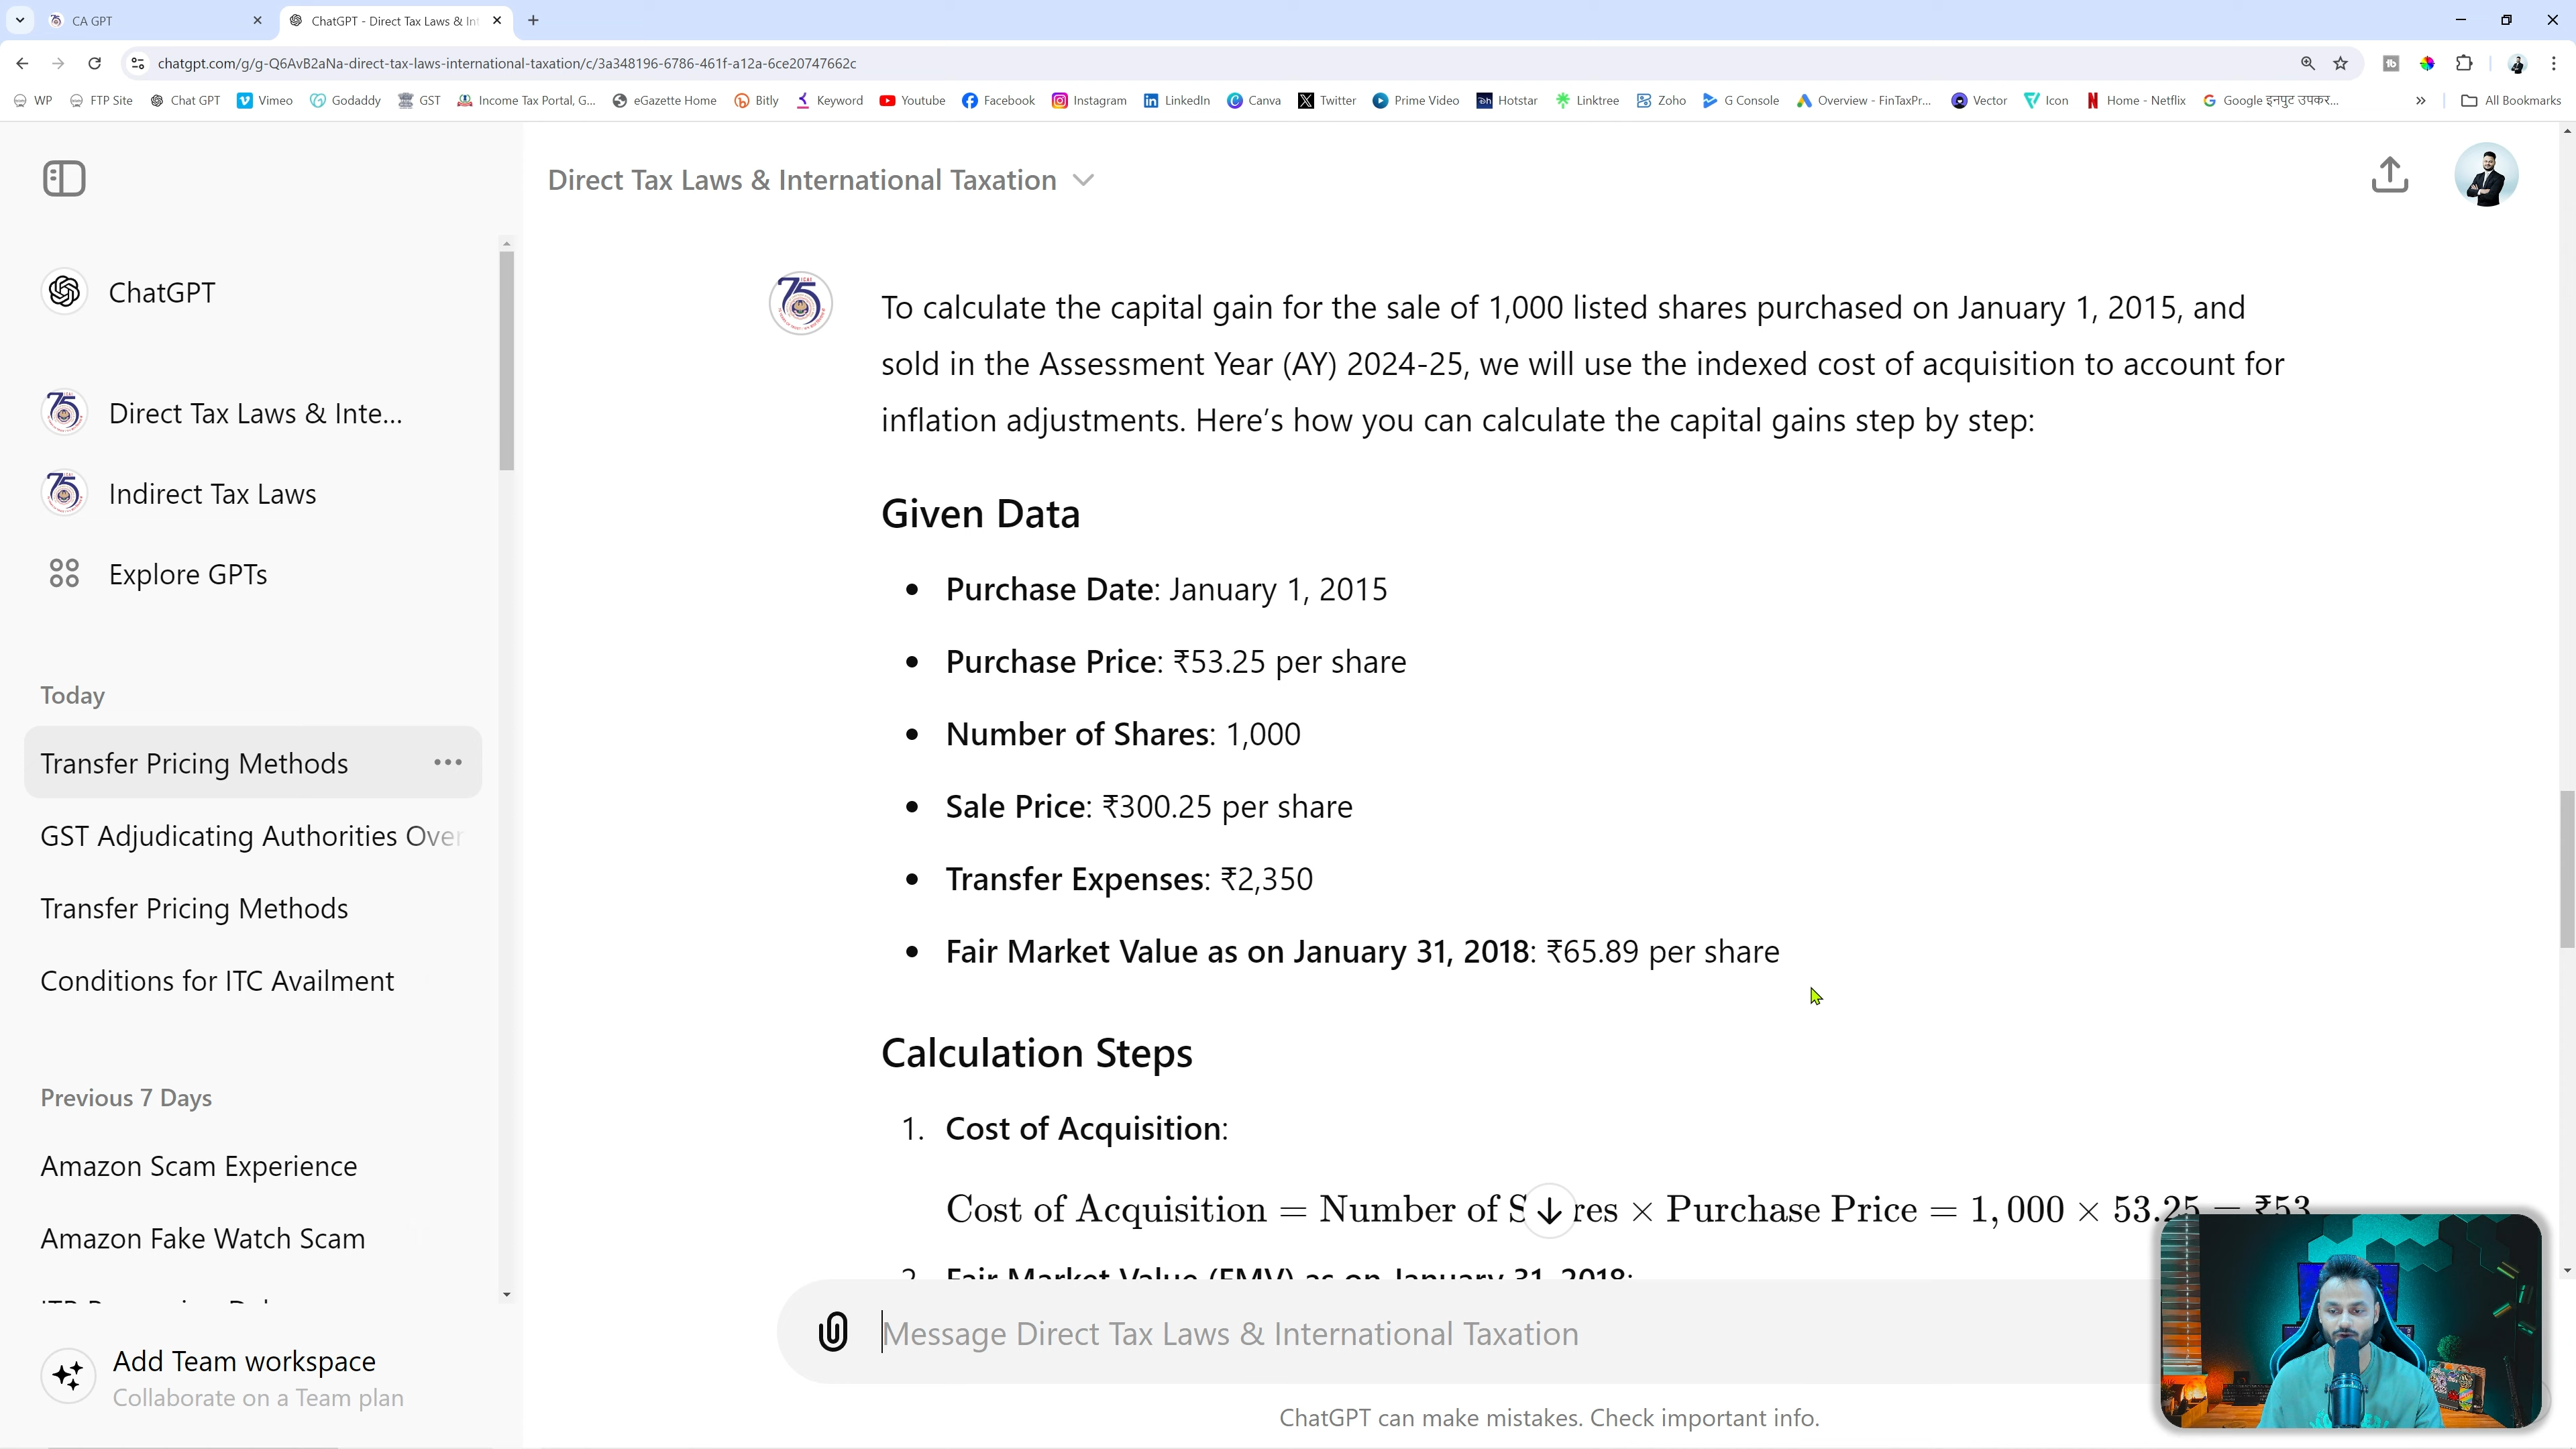 CA GPT
ChatGPT - Direct Tax Laws & Int
chatgpt.com/g/g-Q6AvB2aNa-direct-tax-laws-international-taxation/c/3a348196-6786-461f-a12a-6ce20747662c
WP FTP Site Chat GPT Vimeo Godaddy GST Income Tax Portal, G... eGazette Home Bitly Keyword Youtube Facebook Instagram LinkedIn Canva Twitter Prime Video Hotstar Linktree Zoho G Console Overview - FinTaxPr... Vector Icon Home - Netflix Google इनपुट उपकर... » All Bookmarks
Direct Tax Laws & International Taxation
ChatGPT
Direct Tax Laws & Inte...
Indirect Tax Laws
Explore GPTs
Today
Transfer Pricing Methods
GST Adjudicating Authorities Over
Transfer Pricing Methods
Conditions for ITC Availment
Previous 7 Days
Amazon Scam Experience
Amazon Fake Watch Scam
Add Team workspace
Collaborate on a Team plan
To calculate the capital gain for the sale of 1,000 listed shares purchased on January 1, 2015, and
sold in the Assessment Year (AY) 2024-25, we will use the indexed cost of acquisition to account for
inflation adjustments. Here's how you can calculate the capital gains step by step:
Given Data
• Purchase Date: January 1, 2015
• Purchase Price: ₹53.25 per share
• Number of Shares: 1,000
• Sale Price: ₹300.25 per share
• Transfer Expenses: ₹2,350
• Fair Market Value as on January 31, 2018: ₹65.89 per share
Calculation Steps
1. Cost of Acquisition:
Cost of Acquisition = Number of S res × Purchase Price = 1,000 × 53.25 = ₹53
2. Fair Market Value (FMV) as on January 31, 2018:
Message Direct Tax Laws & International Taxation
ChatGPT can make mistakes. Check important info.